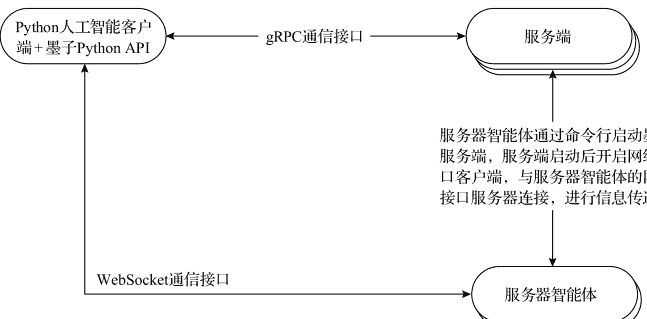 Python人工智能客户
端+墨子Python API
gRPC通信接口
服务端
服务器智能体通过命令行启动
服务端，服务端启动后开启网络
口客户端，与服务器智能体的
接口服务器连接，进行信息传
WebSocket通信接口
服务器智能体